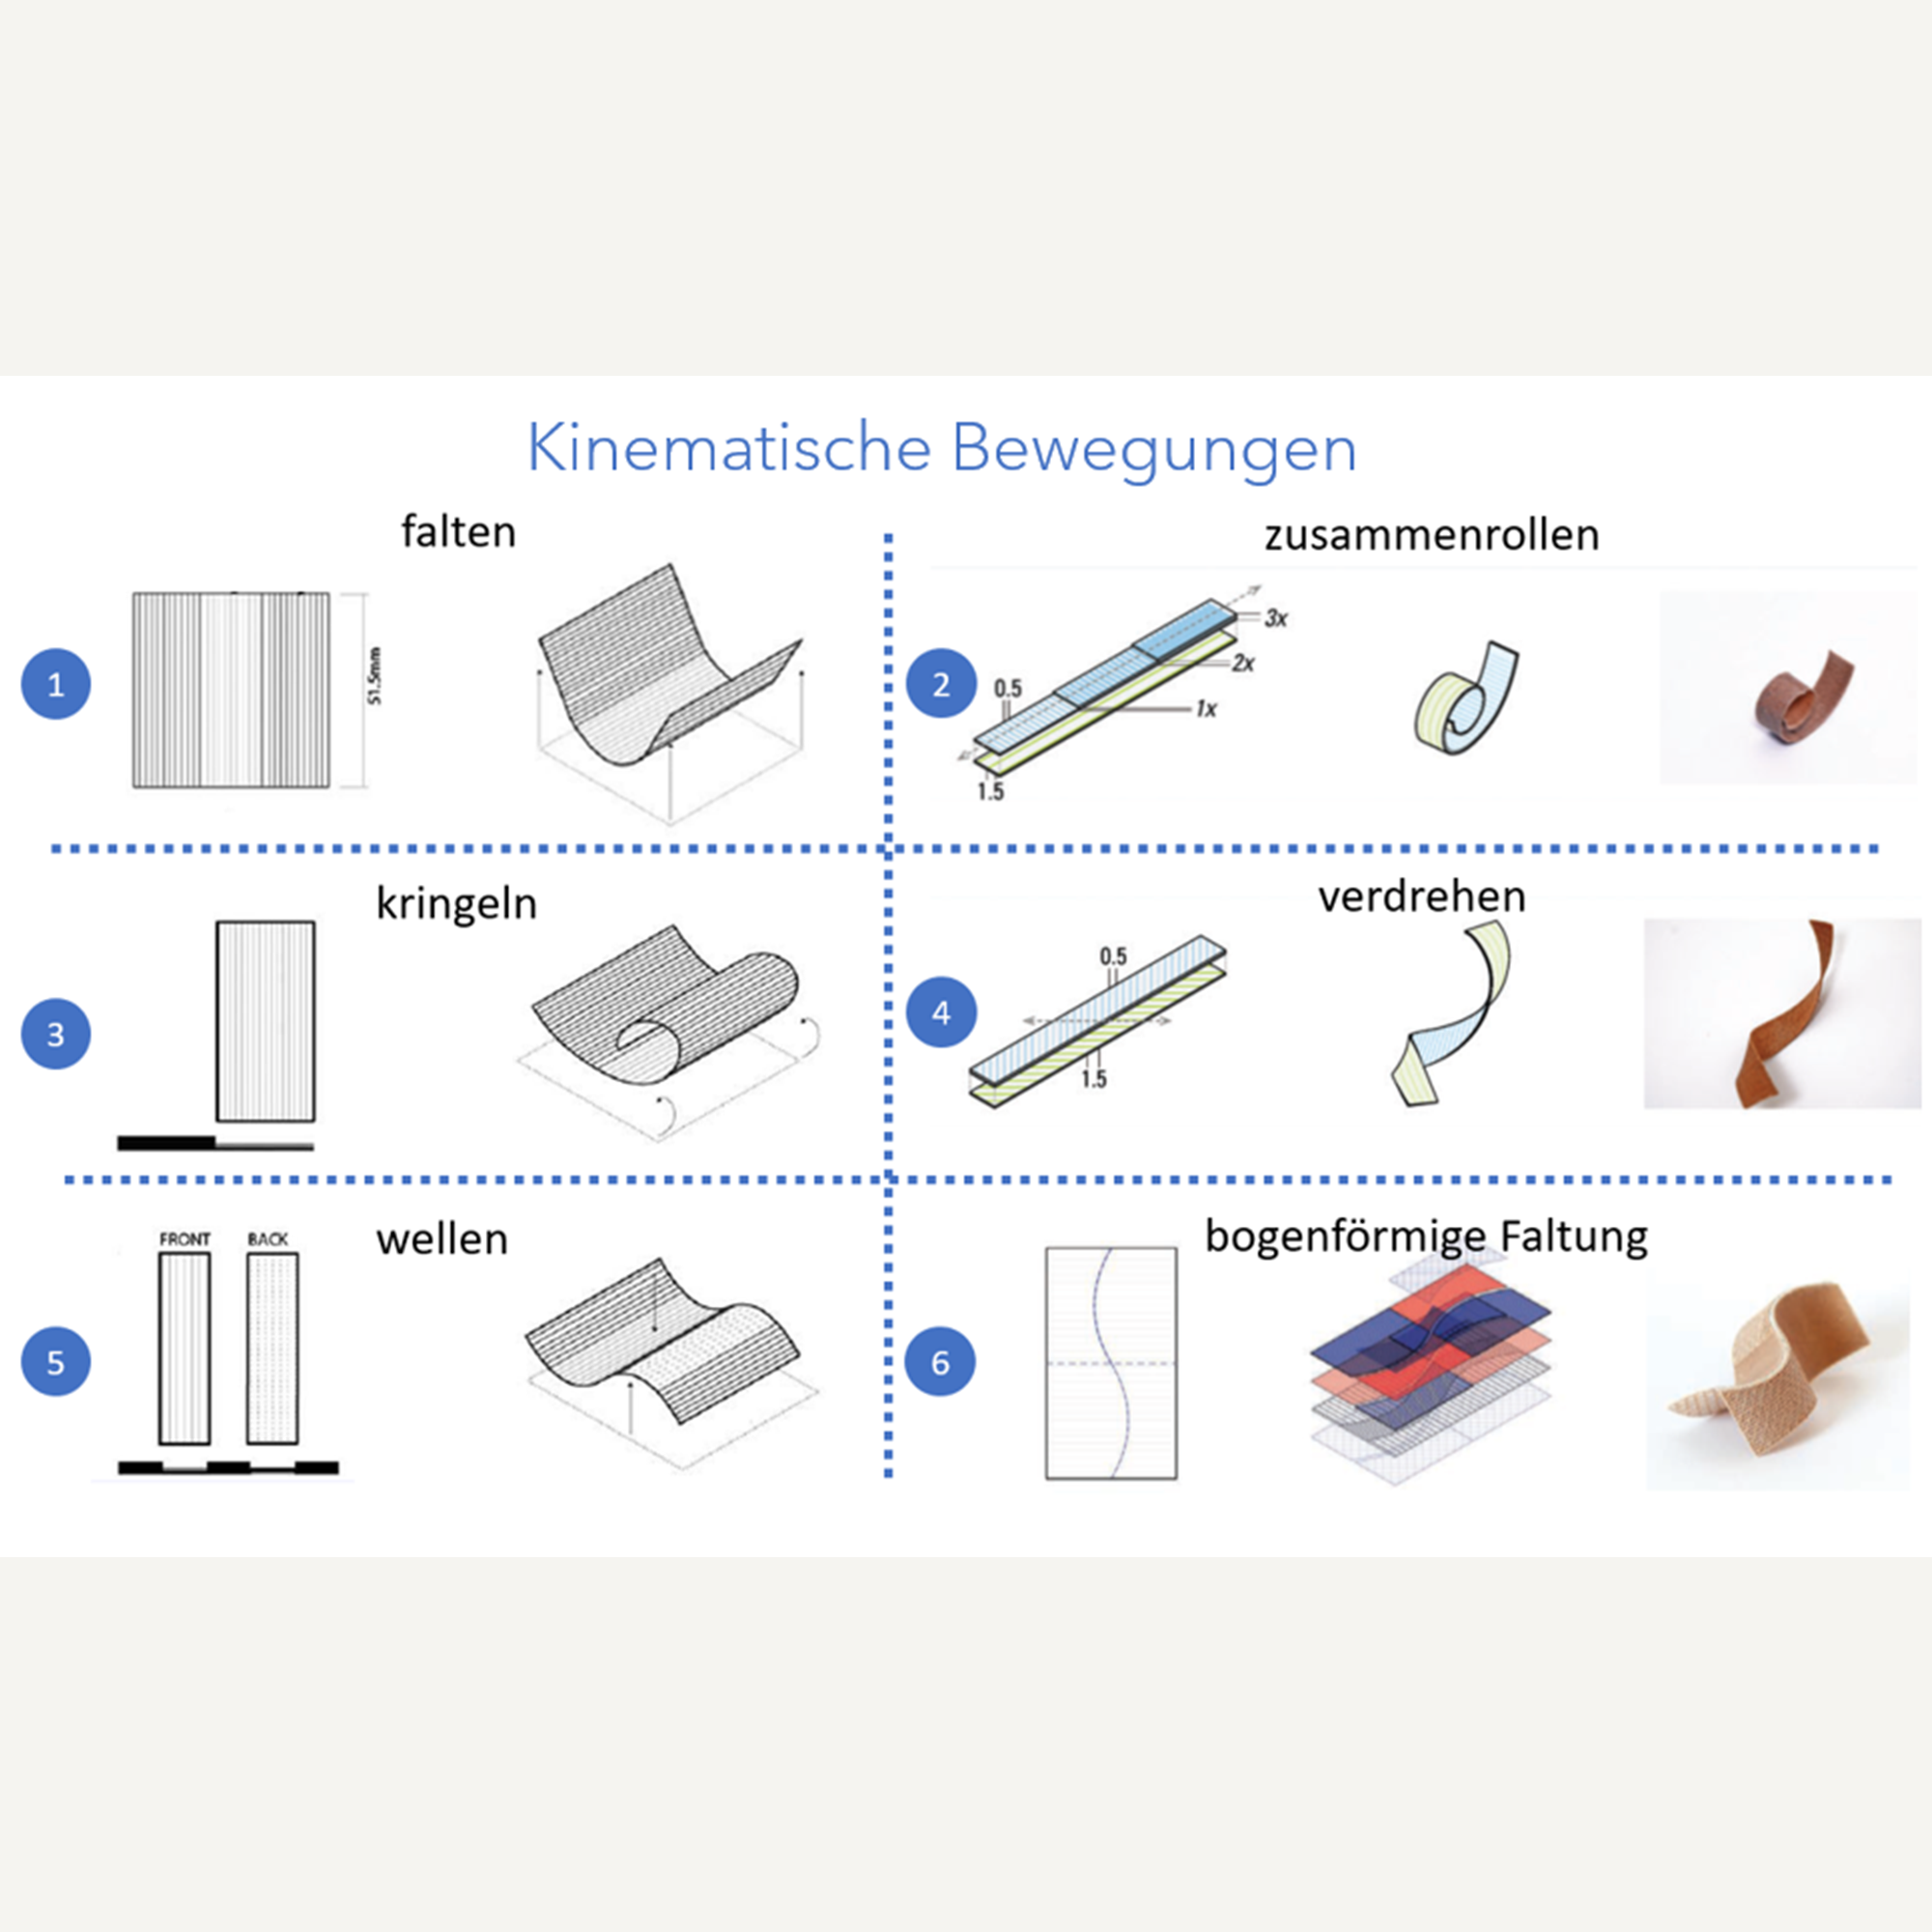 Kinematische Bewegungen
falten
1
51.5mm
zusammenrollen
2
0.5
1.5
3x
2x
1x
kringeln
3
verdrehen
4
0.5
1.5
wellen
5
FRONT BACK
bogenförmige Faltung
6